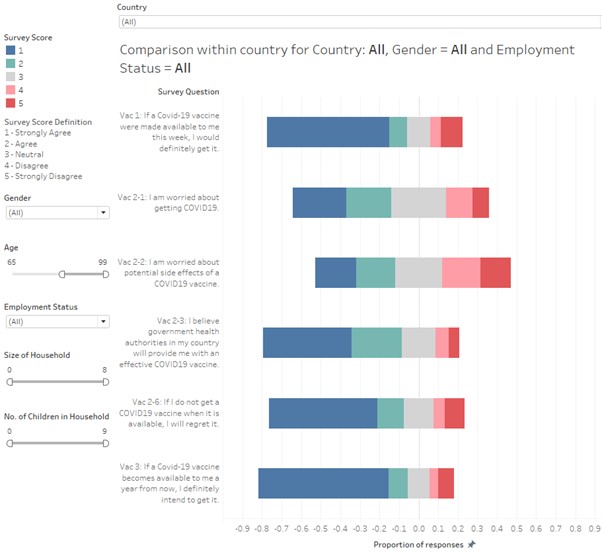 Country
(All)
Comparison within country for Country: All, Gender = All and Employment
Status = All
Survey Score
1
2
3
4
5
Survey Score Definition
1 - Strongly Agree
2 - Agree
3 - Neutral
4 - Disagree
5 - Strongly Disagree
Gender
(All)
Age
65 99
Employment Status
(All)
Size of Household
0 8
No. of Children in Household
0 9
Survey Question
Vac 1: If a Covid-19 vaccine
were made available to me
this week, I would
definitely get it.
Vac 2-1: I am worried about
getting COVID19.
Vac 2-2: I am worried about
potential side effects of a
COVID19 vaccine.
Vac 2-3: I believe
government health
authorities in my country
will provide me with an
effective COVID19 vaccine.
Vac 2-6: If I do not get a
COVID19 vaccine when it is
available, I will regret it.
Vac 3: If a Covid-19 vaccine
becomes available to me a
year from now, I definitely
intend to get it.
-0.9 -0.8 -0.7 -0.6 -0.5 -0.4 -0.3 -0.2 -0.1 0.0 0.1 0.2 0.3 0.4 0.5 0.6 0.7 0.8 0.9
Proportion of responses